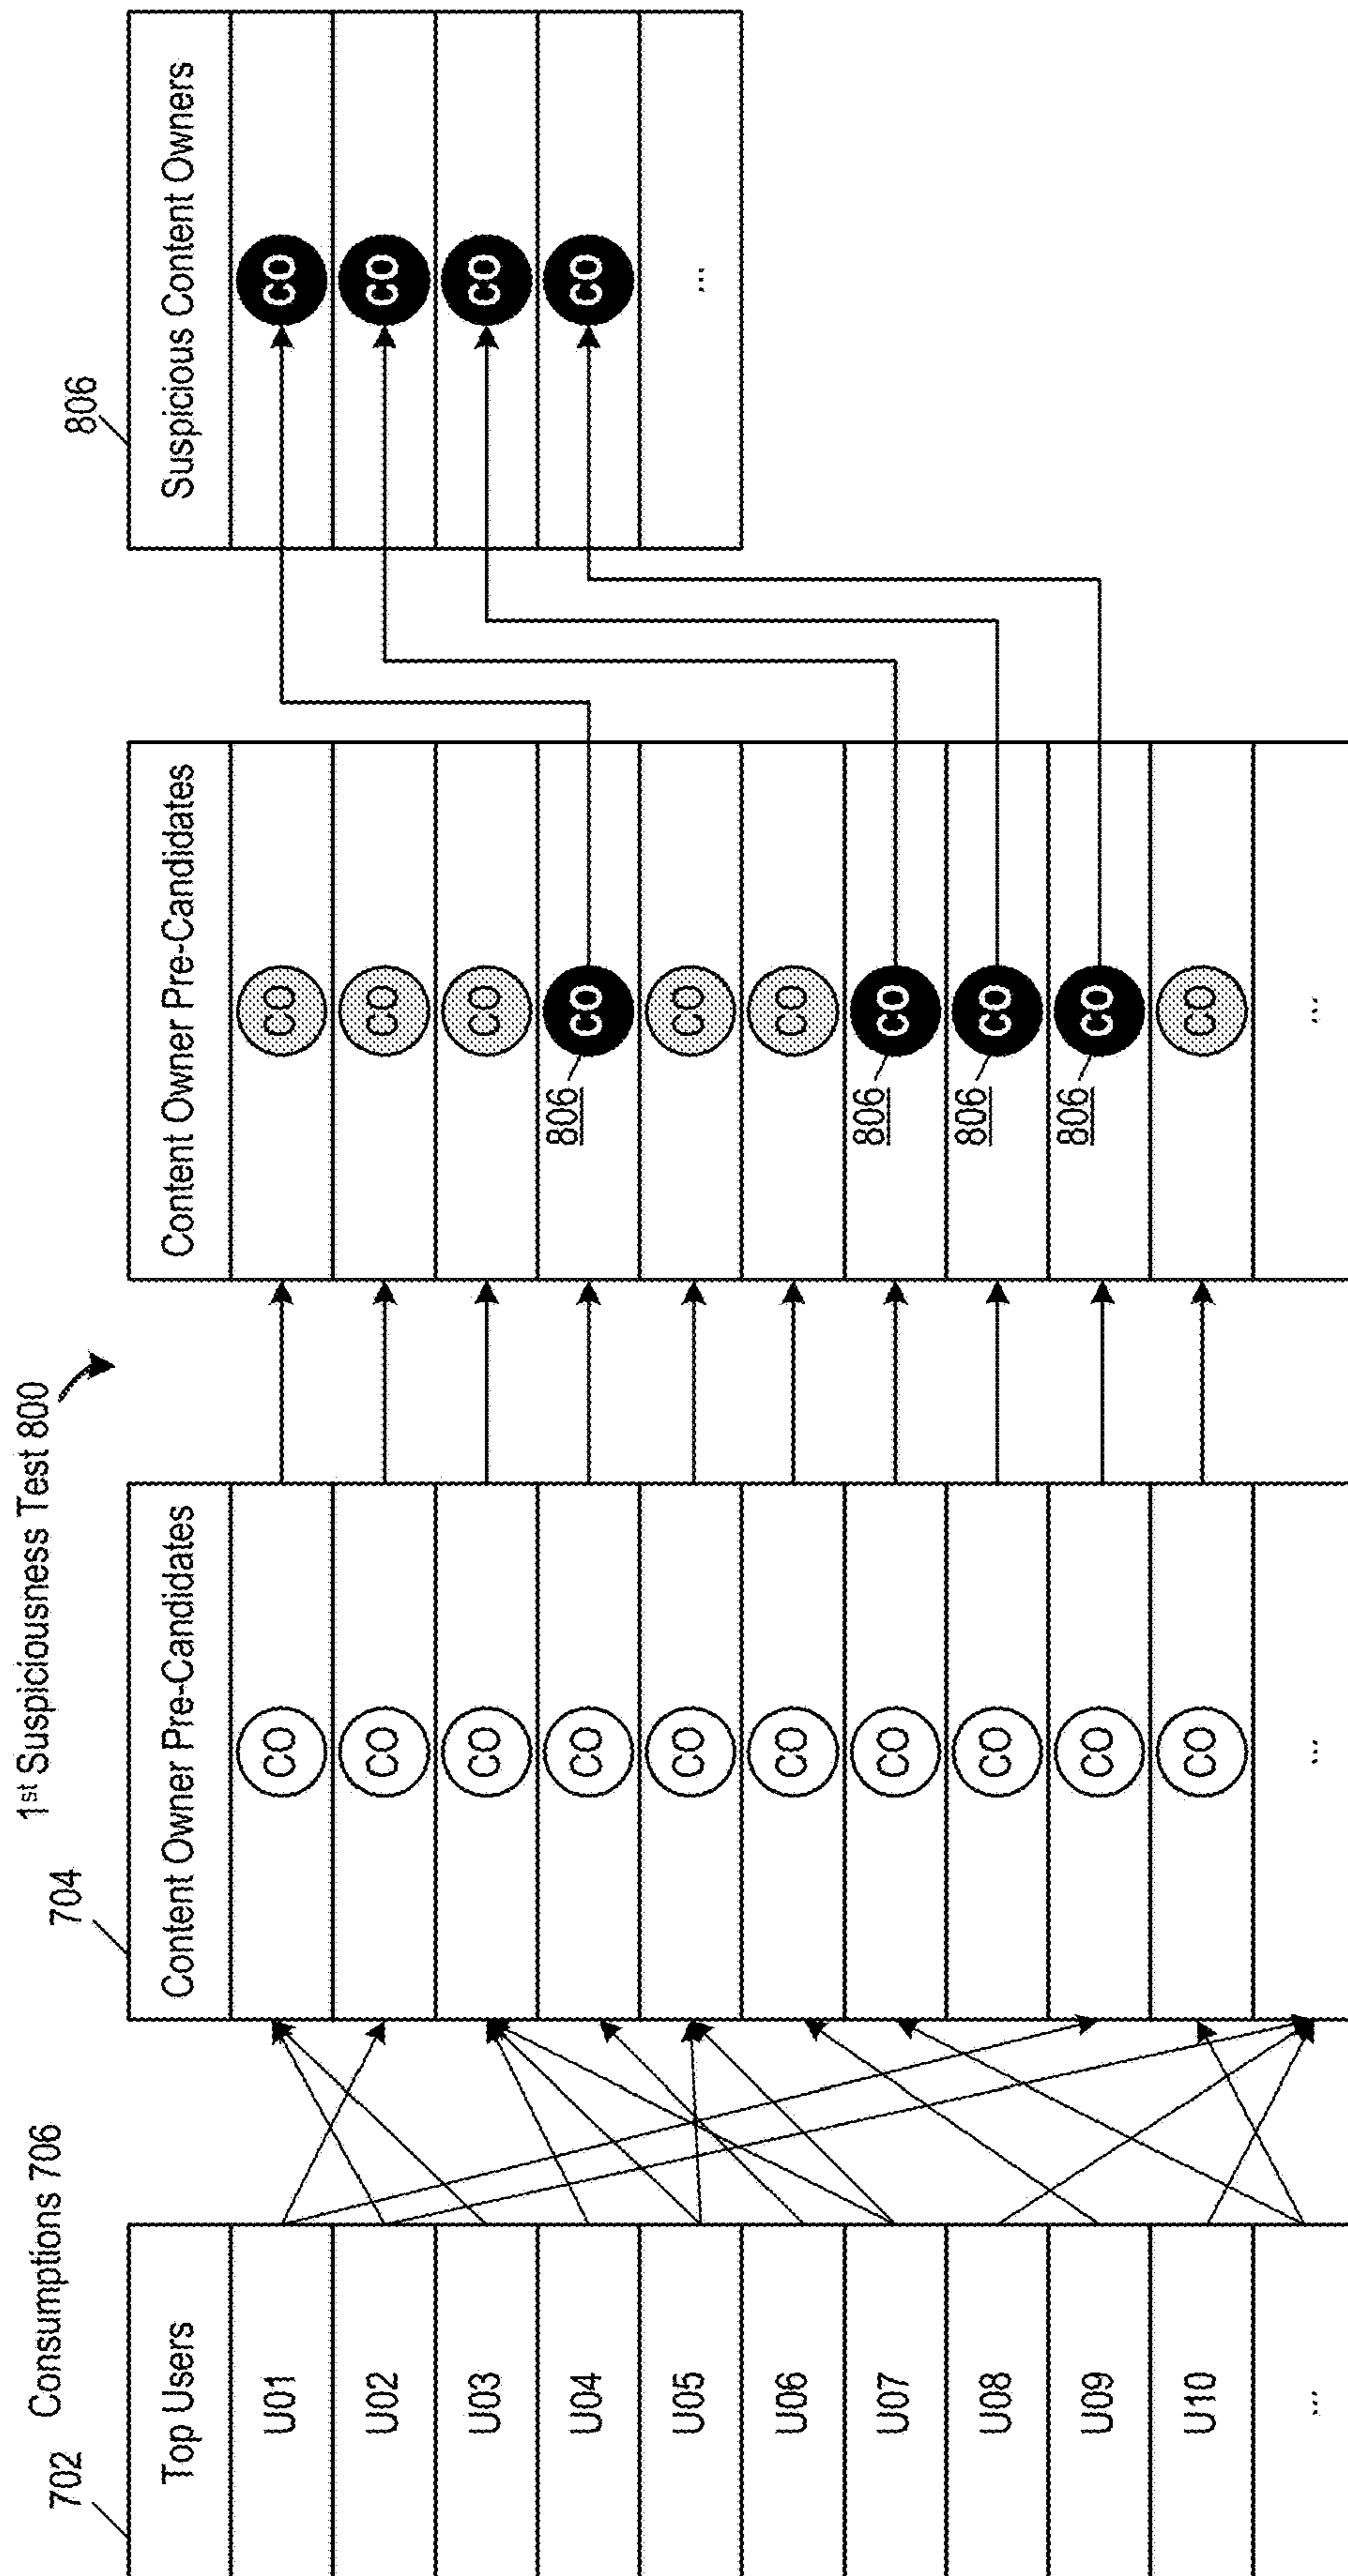 1st Suspiciousness Test 800
702
Consumptions 706
704
806
Top Users
U01
U02
U03
U04
U05
U06
U07
U08
U09
U10
...
Content Owner Pre-Candidates
CO
CO
CO
CO
CO
CO
CO
CO
CO
CO
...
Content Owner Pre-Candidates
CO
CO
CO
806 CO
CO
CO
806 CO
806 CO
806 CO
CO
...
Suspicious Content Owners
CO
CO
CO
CO
...